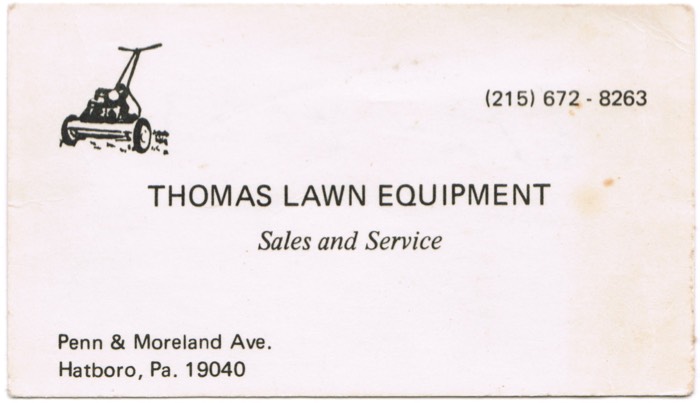 (215) 672 - 8263
THOMAS LAWN EQUIPMENT
Sales and Service
Penn & Moreland Ave.
Hatboro, Pa. 19040